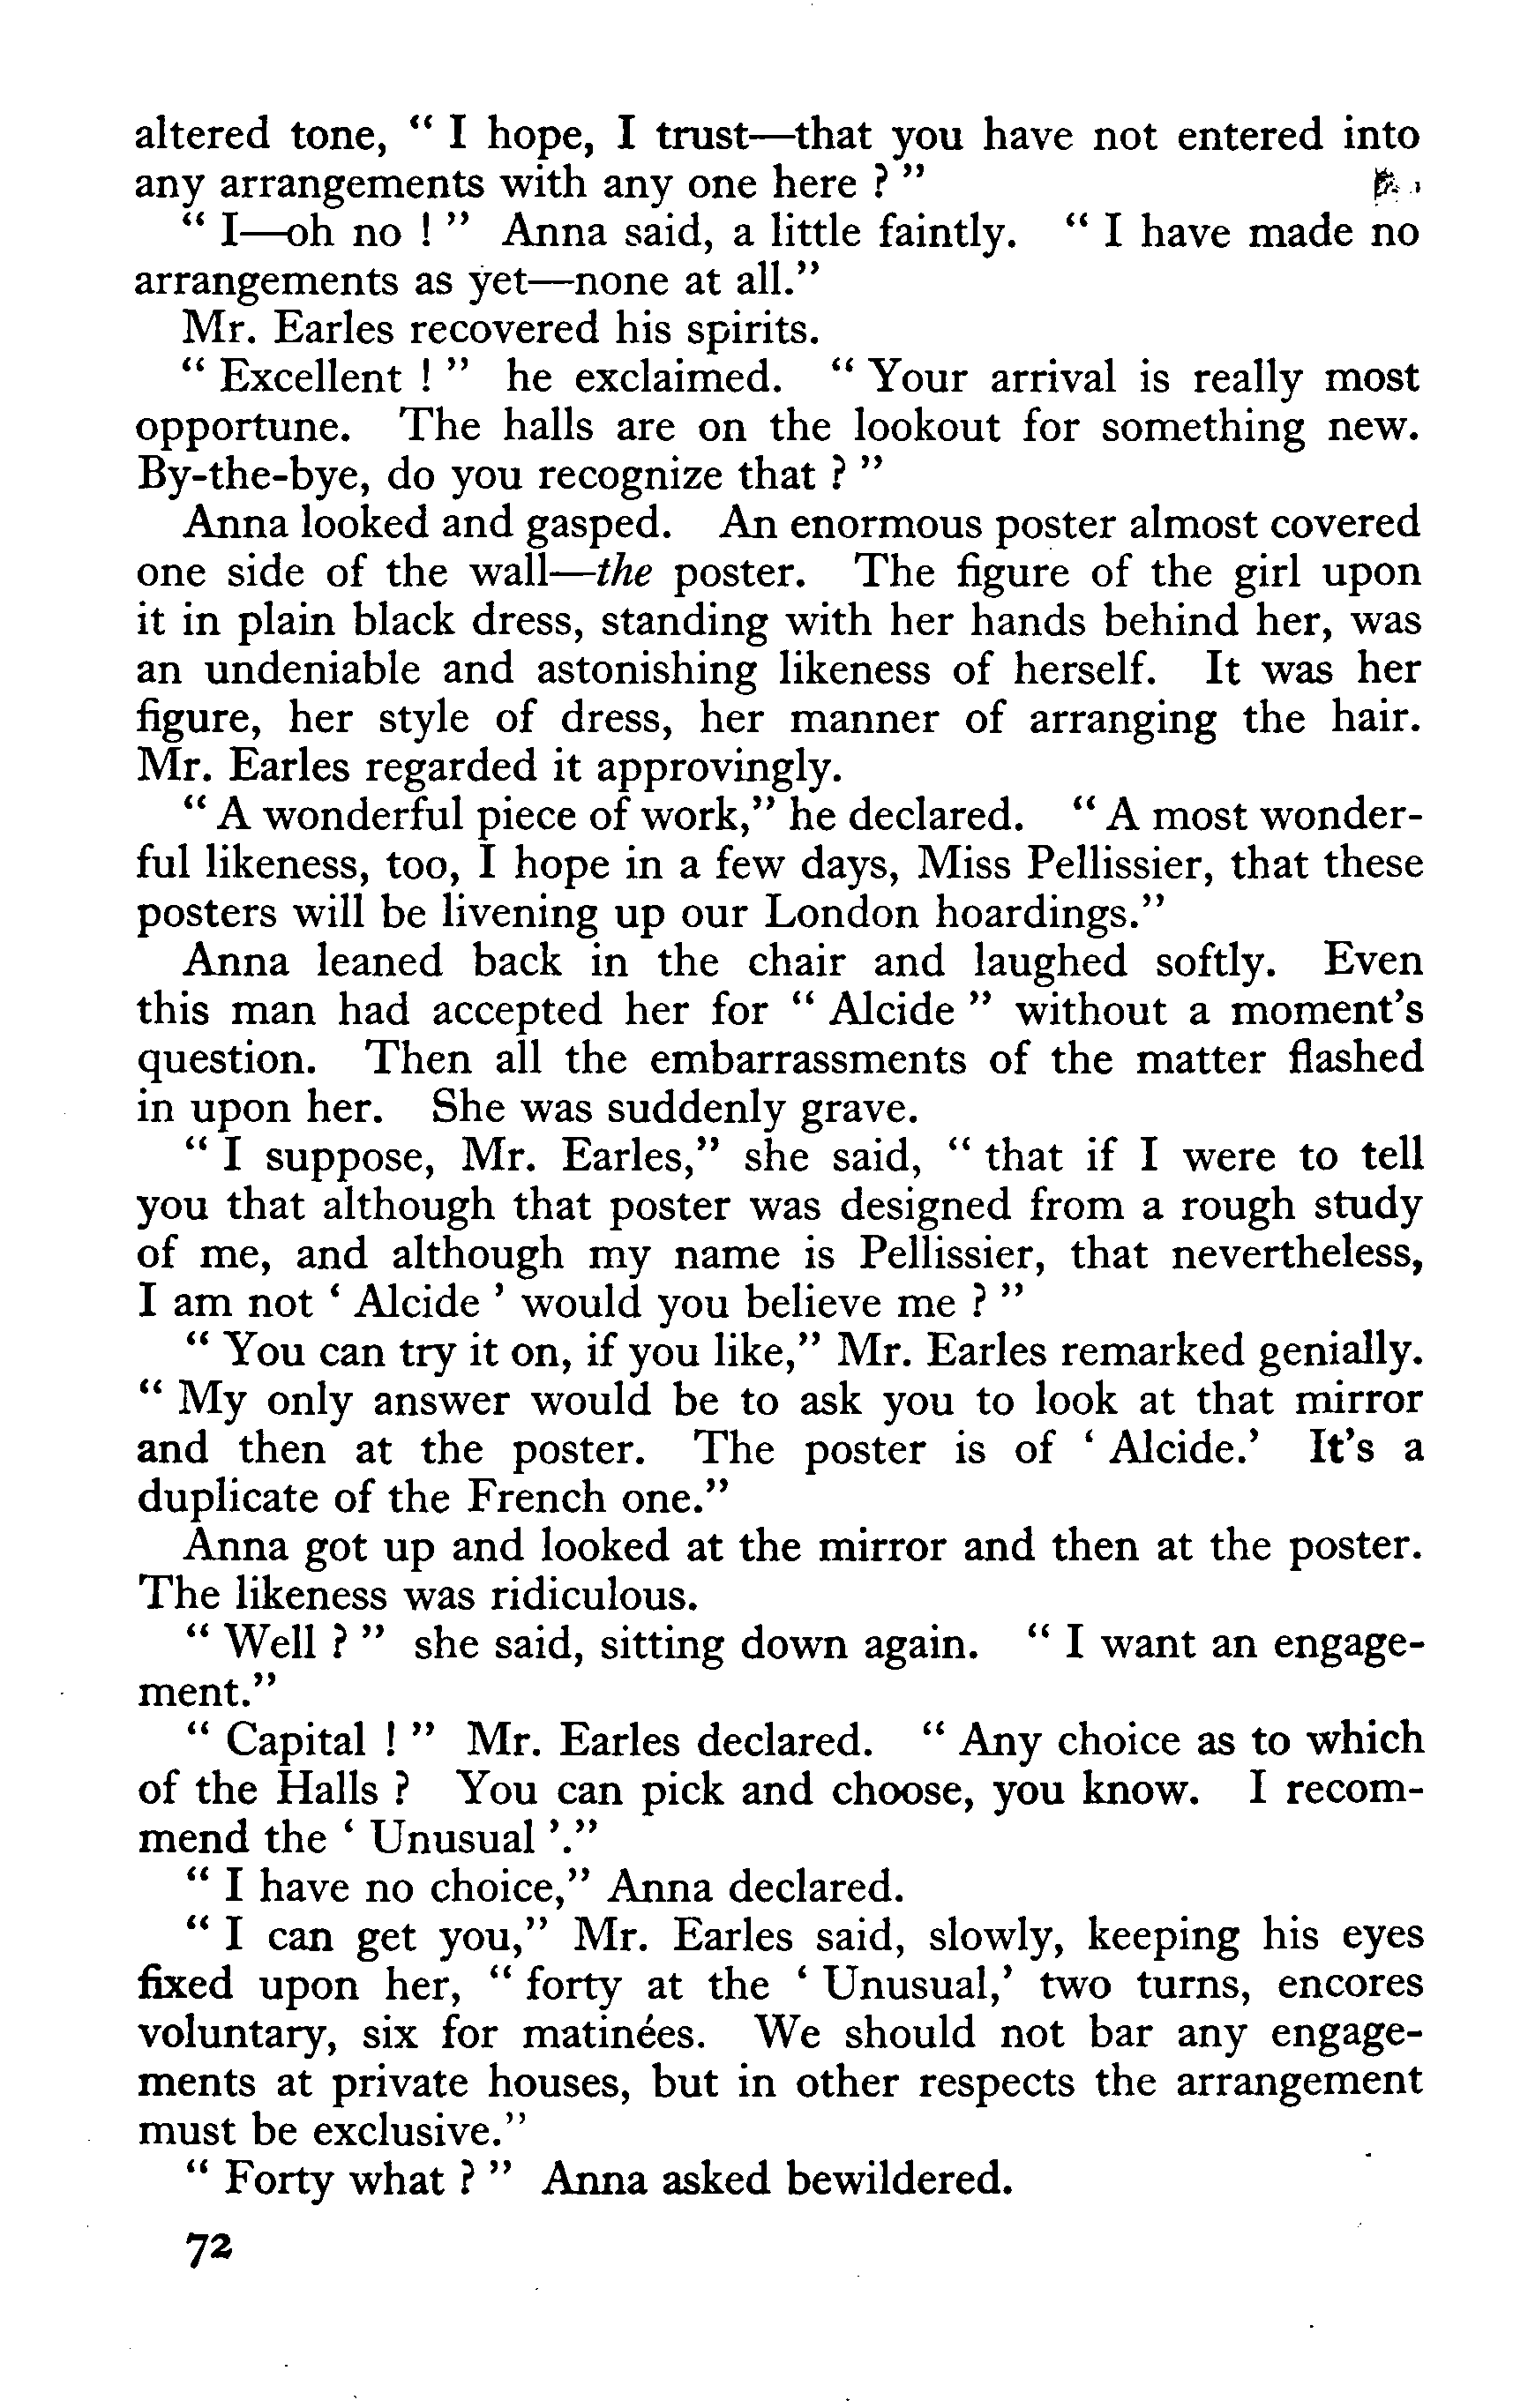 altered tone, “ I hope, I trust—that you have not entered into
any arrangements with any one here ? ”
“ I—oh no ! ” Anna said, a little faintly. “ I have made no
arrangements as yet—none at all.”
Mr. Earles recovered his spirits.
“ Excellent ! ” he exclaimed. “ Your arrival is really most
opportune. The halls are on the lookout for something new.
By-the-bye, do you recognize that ? ”
Anna looked and gasped. An enormous poster almost covered
one side of the wall—the poster. The figure of the girl upon
it in plain black dress, standing with her hands behind her, was
an undeniable and astonishing likeness of herself. It was her
figure, her style of dress, her manner of arranging the hair.
Mr. Earles regarded it approvingly.
“ A wonderful piece of work,” he declared. “ A most wonder-
ful likeness, too, I hope in a few days, Miss Pellissier, that these
posters will be livening up our London hoardings.”
Anna leaned back in the chair and laughed softly. Even
this man had accepted her for “ Alcide ” without a moment’s
question. Then all the embarrassments of the matter flashed
in upon her. She was suddenly grave.
“ I suppose, Mr. Earles,” she said, “ that if I were to tell
you that although that poster was designed from a rough study
of me, and although my name is Pellissier, that nevertheless,
I am not ‘ Alcide ’ would you believe me ? ”
“ You can try it on, if you like,” Mr. Earles remarked genially.
“ My only answer would be to ask you to look at that mirror
and then at the poster. The poster is of ‘ Alcide.’ It’s a
duplicate of the French one.”
Anna got up and looked at the mirror and then at the poster.
The likeness was ridiculous.
“ Well ? ” she said, sitting down again. “ I want an engage-
ment.”
“ Capital ! ” Mr. Earles declared. “ Any choice as to which
of the Halls ? You can pick and choose, you know. I recom-
mend the ‘ Unusual ’.”
“ I have no choice,” Anna declared.
“ I can get you,” Mr. Earles said, slowly, keeping his eyes
fixed upon her, “ forty at the ‘ Unusual,’ two turns, encores
voluntary, six for matinées. We should not bar any engage-
ments at private houses, but in other respects the arrangement
must be exclusive.”
“ Forty what ? ” Anna asked bewildered.
72